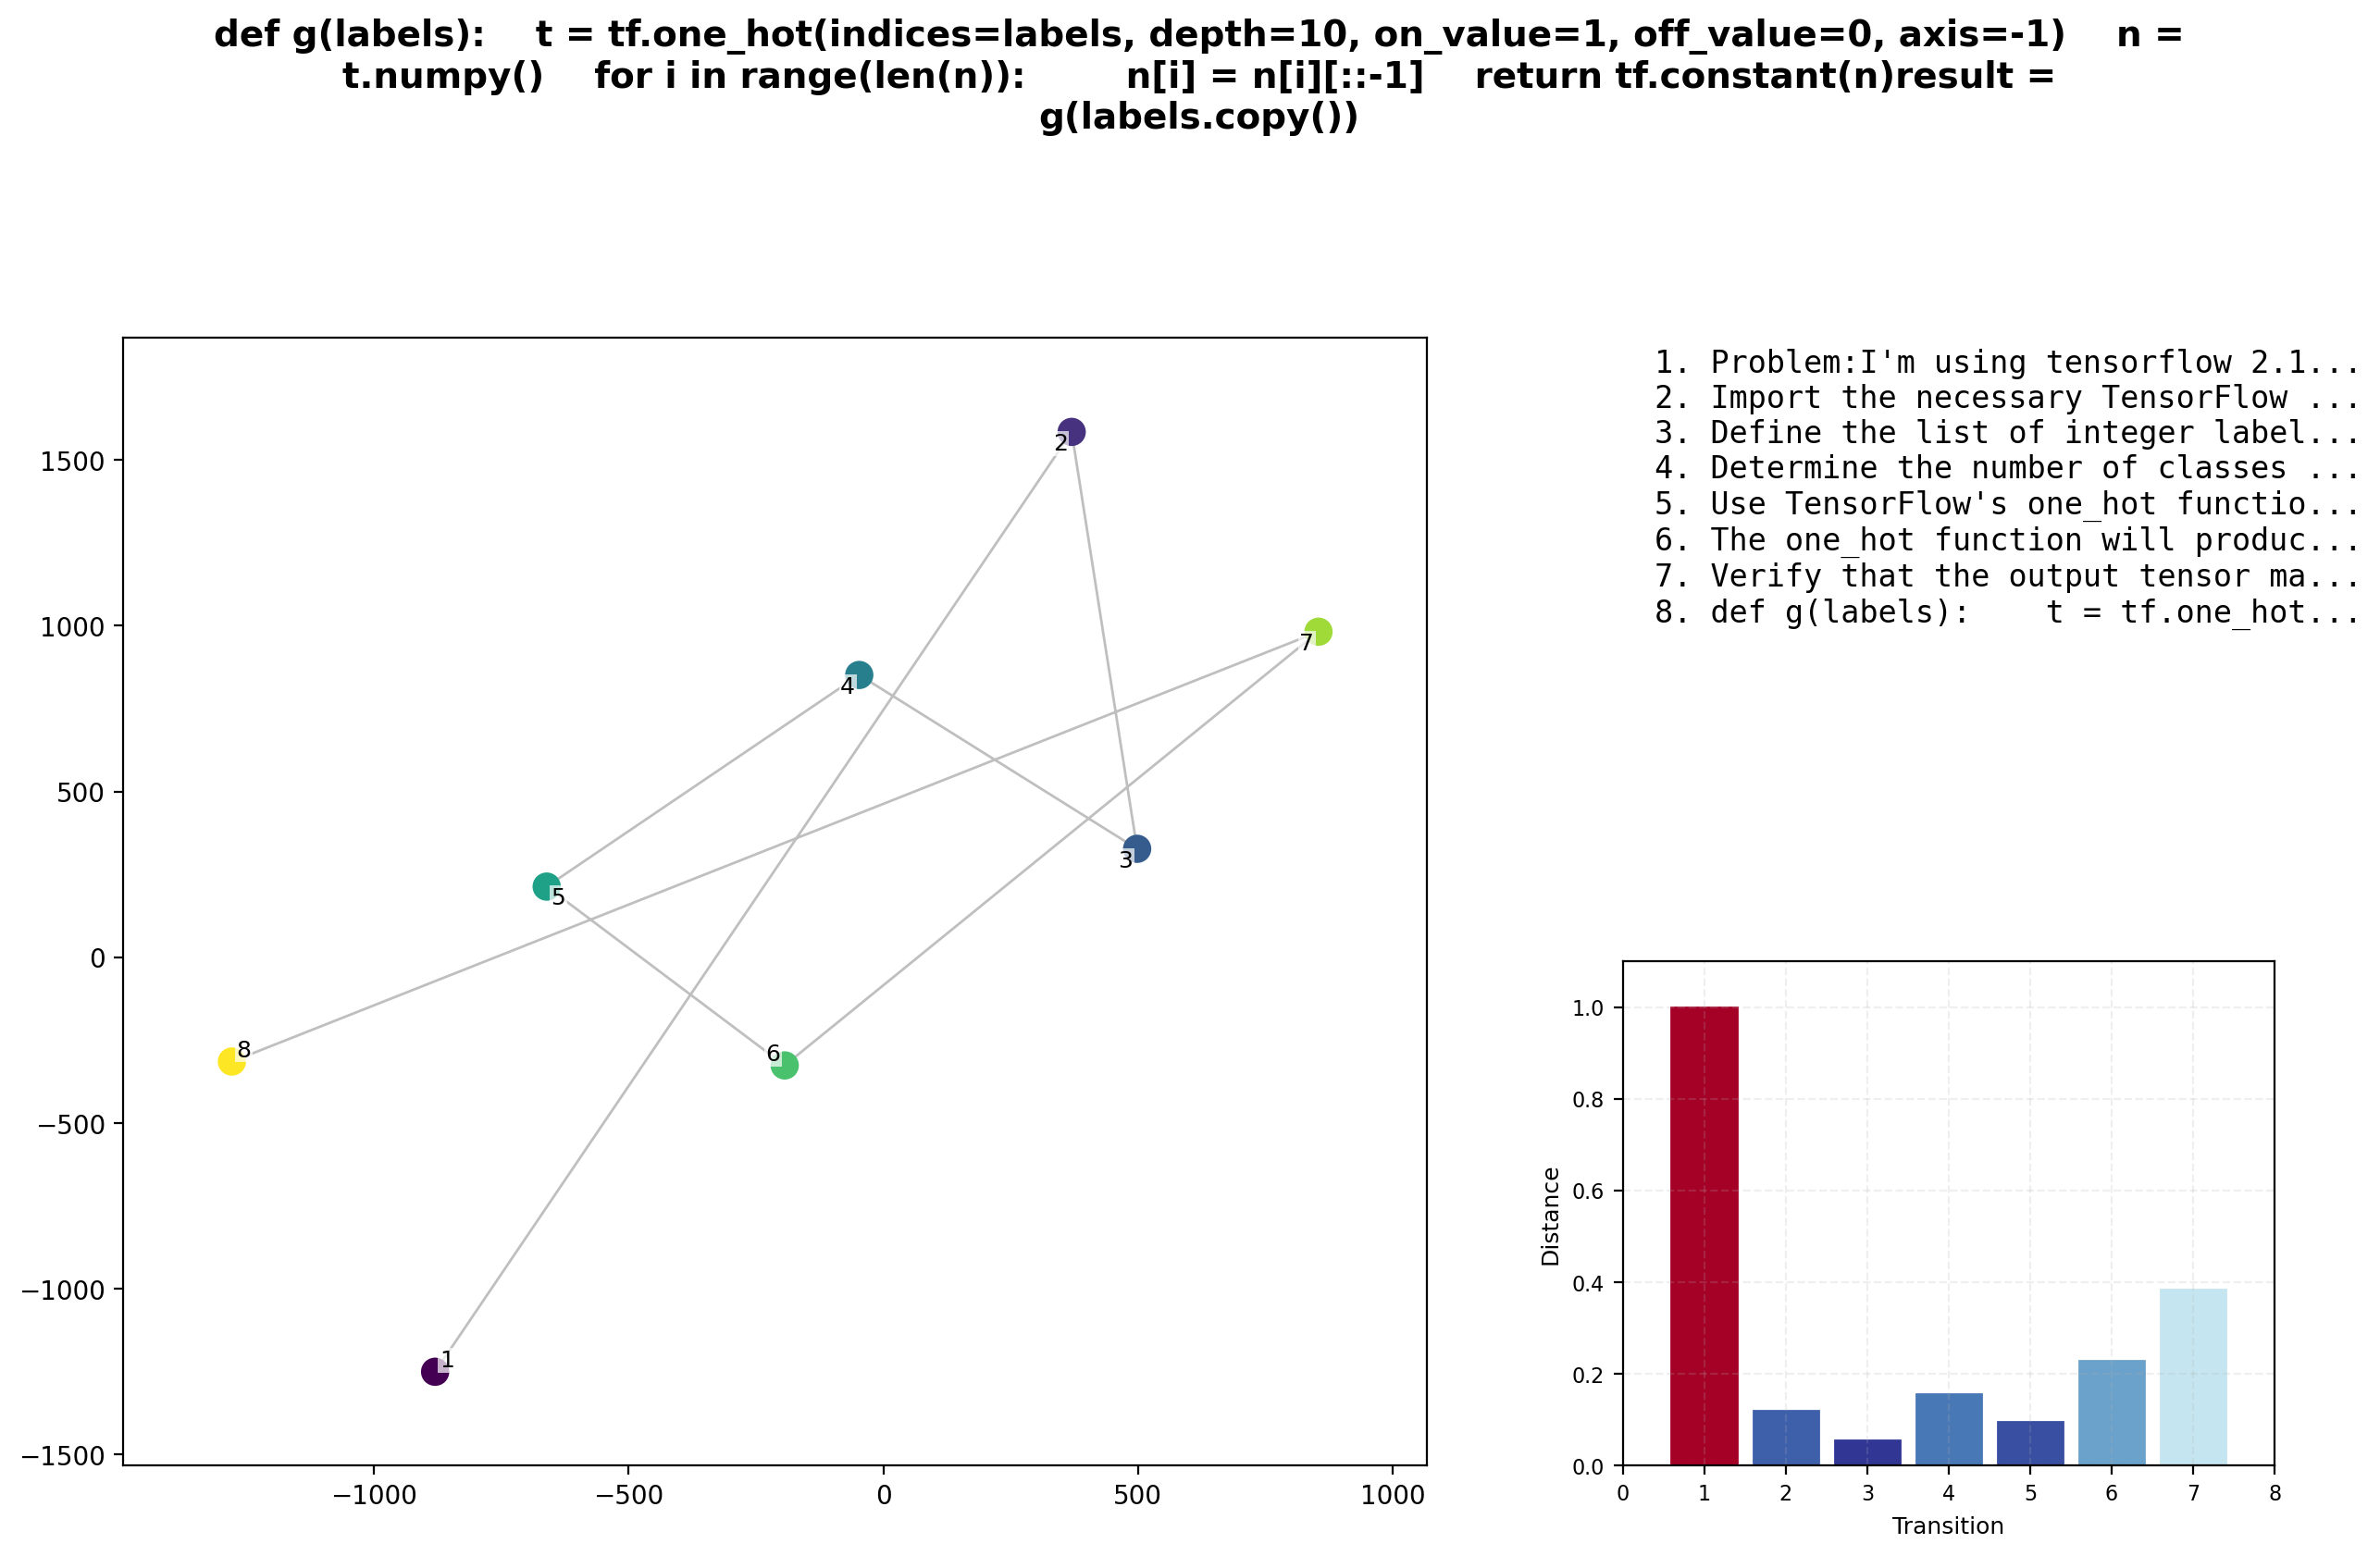 def g(labels):    t = tf.one_hot(indices=labels, depth=10, on_value=1, off_value=0, axis=-1)    n =
t.numpy()    for i in range(len(n)):        n[i] = n[i][::-1]    return tf.constant(n)result =
g(labels.copy())
1500
1000
500
0
−500
−1000
−1500
−1000
−500
0
500
1000
1
2
3
4
5
6
7
8
1. Problem:I'm using tensorflow 2.1...
2. Import the necessary TensorFlow ...
3. Define the list of integer label...
4. Determine the number of classes ...
5. Use TensorFlow's one_hot functio...
6. The one_hot function will produc...
7. Verify that the output tensor ma...
8. def g(labels):    t = tf.one_hot...
Distance
1.0
0.8
0.6
0.4
0.2
0.0
0
1
2
3
4
5
6
7
8
Transition